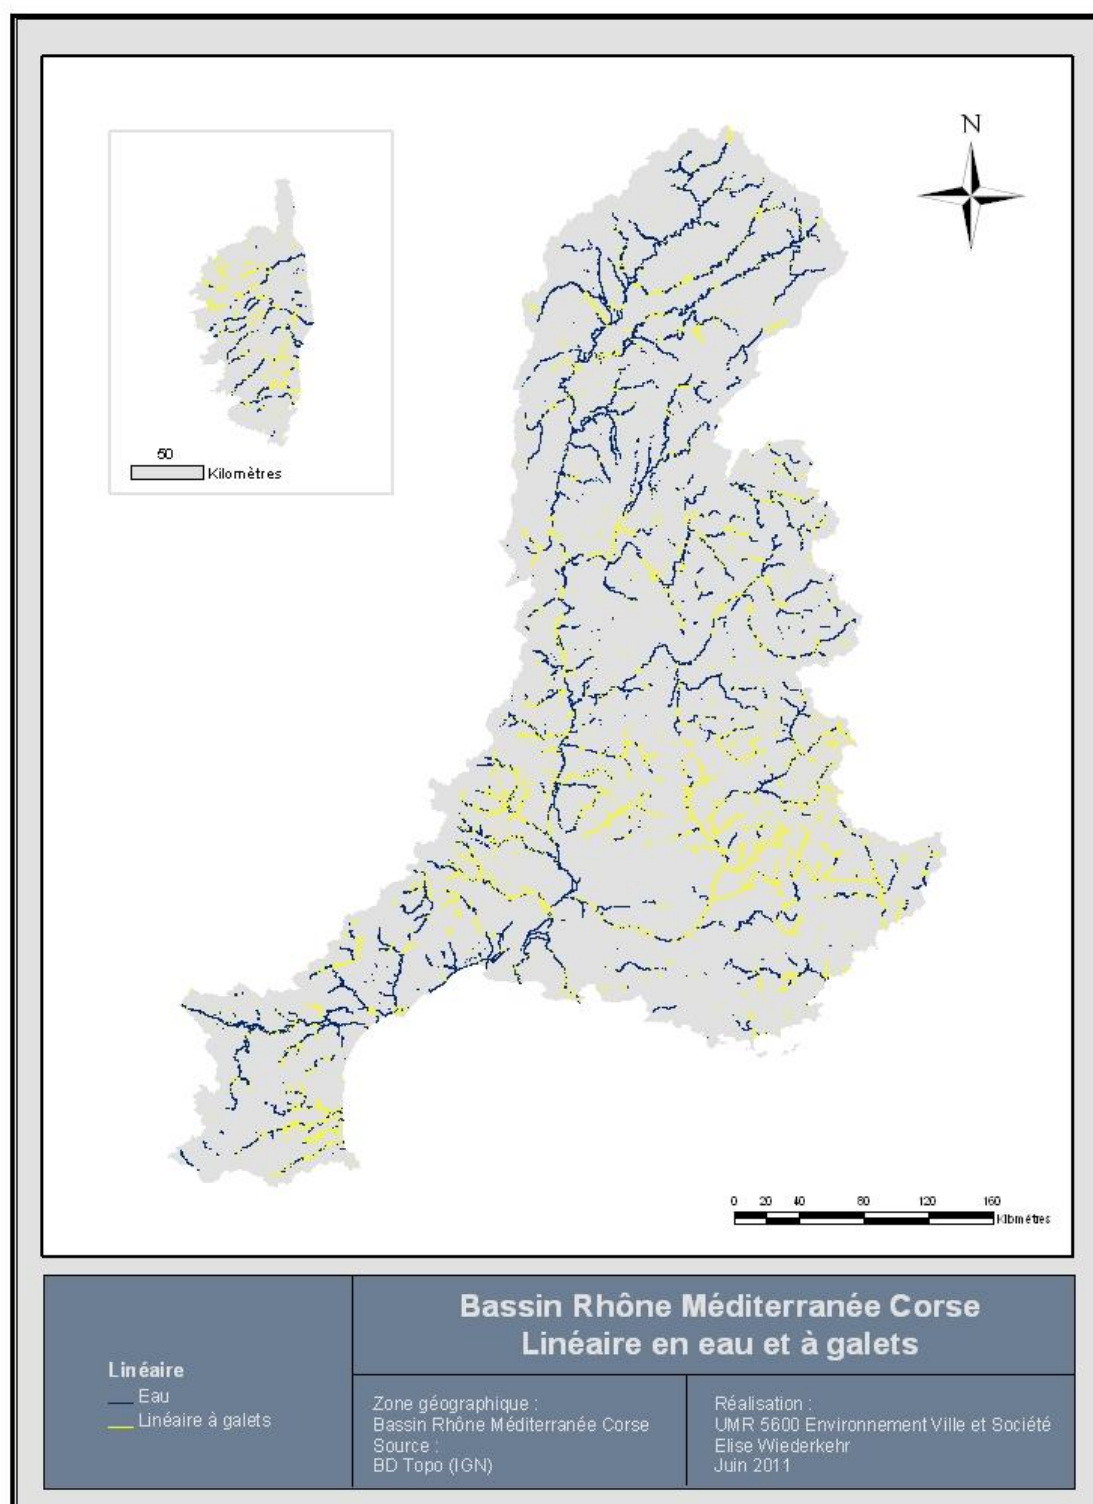 N
50
Kilomètres
0 20 40 80 120 160
Kilométres
Bassin Rhône Méditerranée Corse
Linéaire en eau et à galets
Linéaire
Eau
Linéaire à galets
Zone géographique :
Bassin Rhône Méditerranée Corse
Source :
BD Topo (IGN)
Réalisation :
UMR 5600 Environnement Ville et Société
Elise Wiederkehr
Juin 2011